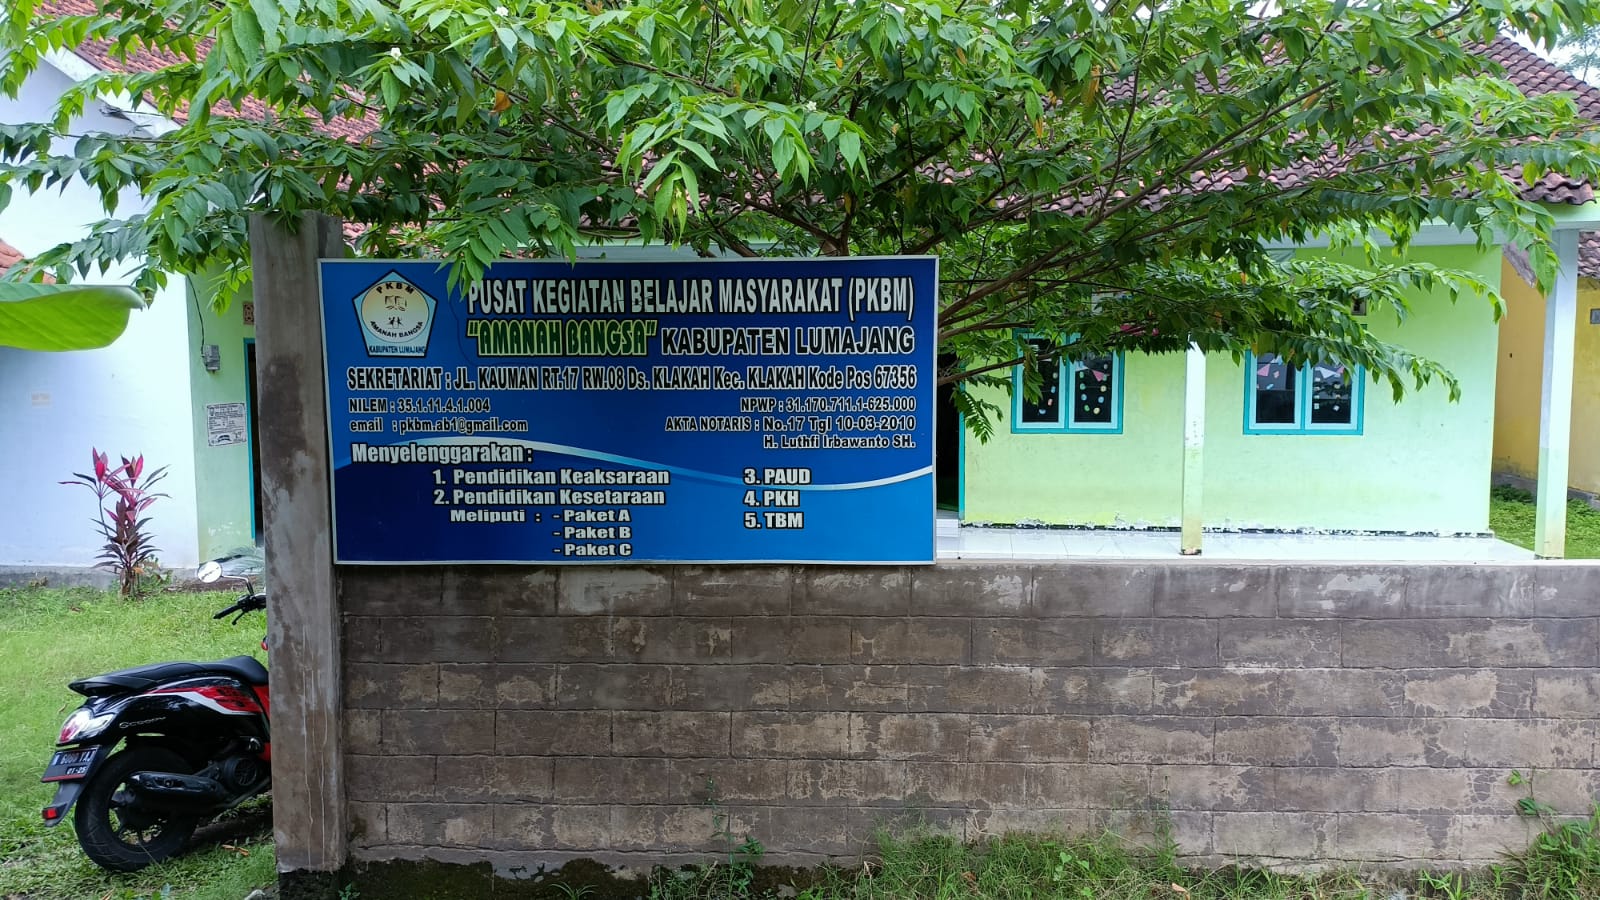 PKBM
AMANAH BANGSA
KABUPATEN LUMAJANG
PUSAT KEGIATAN BELAJAR MASYARAKAT (PKBM)
"AMANAH BANGSA" KABUPATEN LUMAJANG
SEKRETARIAT : JL. KAUMAN RT.17 RW.08 Ds. KLAKAH Kec. KLAKAH Kode Pos 67356
NILEM : 35.1.11.4.1.004
email : pkbm.ab1@gmail.com
NPWP : 31.170.711.1-625.000
AKTA NOTARIS : No.17 Tgl 10-03-2010
H. Luthfi Irbawanto SH.
Menyelenggarakan :
1. Pendidikan Keaksaraan
2. Pendidikan Kesetaraan
Meliputi : - Paket A
- Paket B
- Paket C
3. PAUD
4. PKH
5. TBM
Scoopy